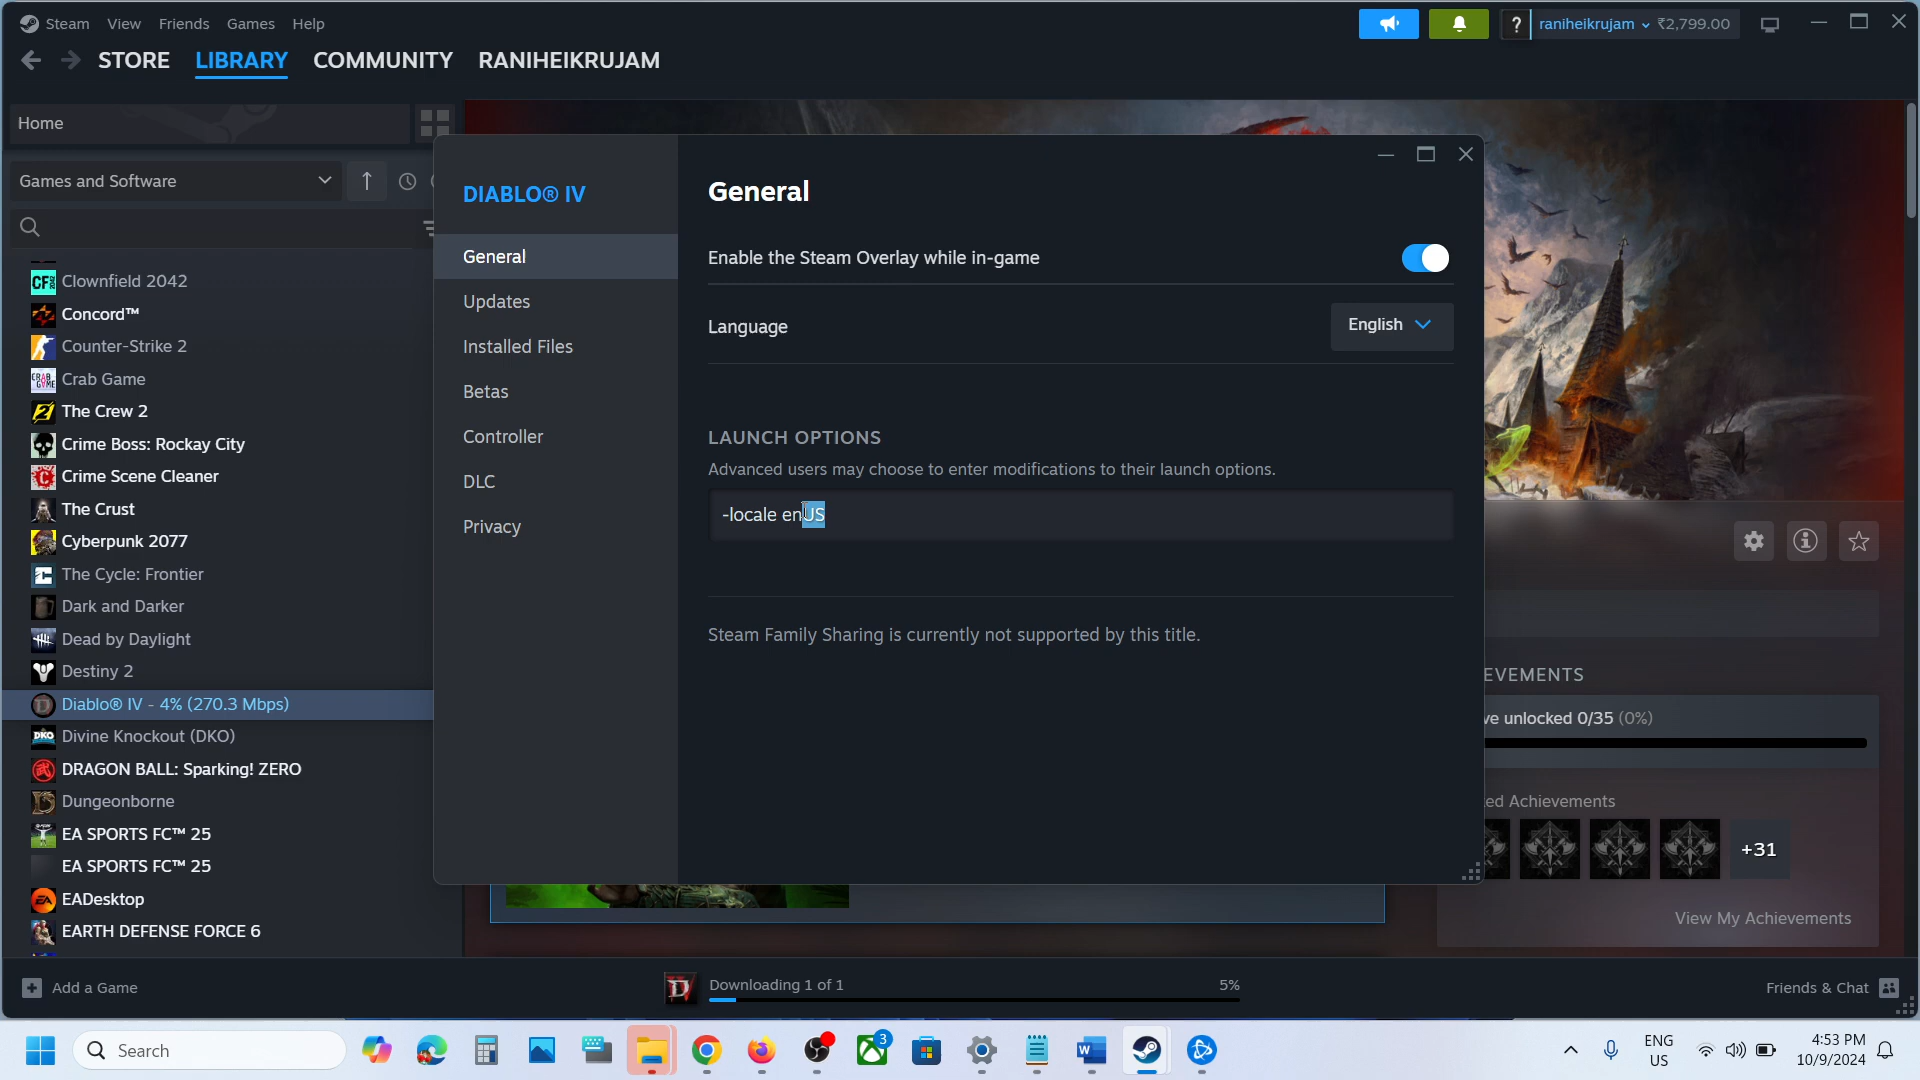 Steam View Friends Games Help
? raniheikrujam ₹2,799.00
STORE LIBRARY COMMUNITY RANIHEIKRUJAM
Home
Games and Software
DIABLO® IV
General
Updates
Installed Files
Betas
Controller
DLC
Privacy
General
Enable the Steam Overlay while in-game
Language English
LAUNCH OPTIONS
Advanced users may choose to enter modifications to their launch options.
-locale enUS
Steam Family Sharing is currently not supported by this title.
Clownfield 2042
Concord™
Counter-Strike 2
Crab Game
The Crew 2
Crime Boss: Rockay City
Crime Scene Cleaner
The Crust
Cyberpunk 2077
The Cycle: Frontier
Dark and Darker
Dead by Daylight
Destiny 2
Diablo® IV - 4% (270.3 Mbps)
Divine Knockout (DKO)
DRAGON BALL: Sparking! ZERO
Dungeonborne
EA SPORTS FC™ 25
EA SPORTS FC™ 25
EADesktop
EARTH DEFENSE FORCE 6
EVEMENTS
ve unlocked 0/35 (0%)
ed Achievements
+31
View My Achievements
Add a Game
Downloading 1 of 1 5%
Friends & Chat
Search
3
ENG
US
4:53 PM
10/9/2024